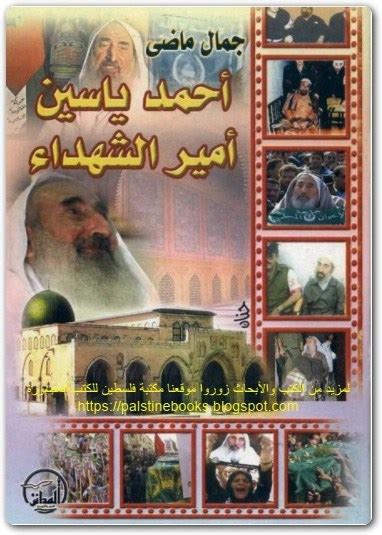 جمال ماضى
أحمد ياسين
أمير الشهداء
لمزيد من الكتب والأبحاث زوروا موقعنا مكتبة فلسطين للكتب المصورة
https://palstinebooks.blogspot.com